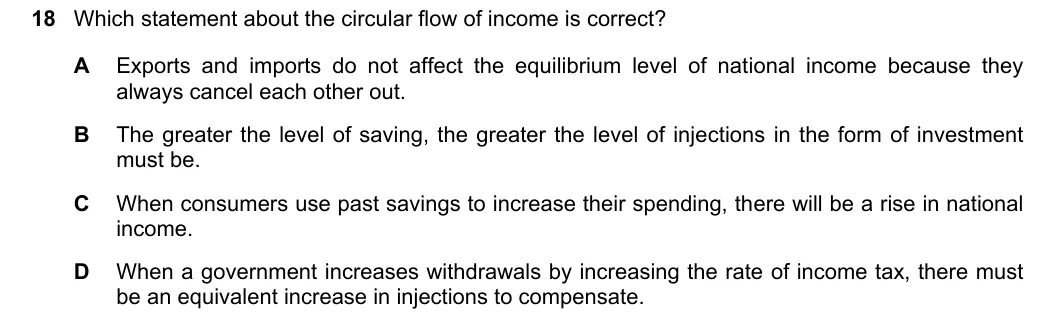 18 Which statement about the circular flow of income is correct?
A Exports and imports do not affect the equilibrium level of national income because they
always cancel each other out.
B The greater the level of saving, the greater the level of injections in the form of investment
must be.
C When consumers use past savings to increase their spending, there will be a rise in national
income.
D When a government increases withdrawals by increasing the rate of income tax, there must
be an equivalent increase in injections to compensate.